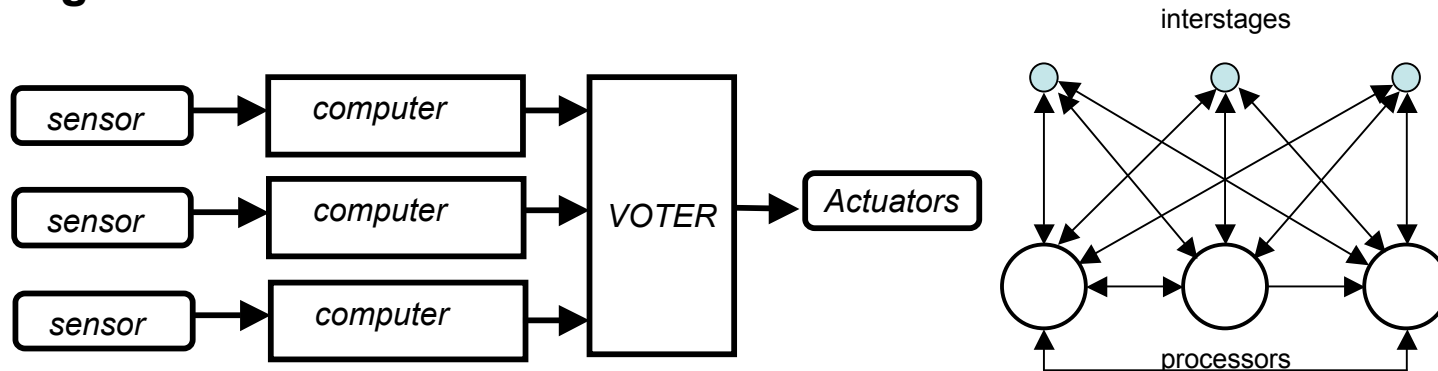 interstages
sensor
computer
sensor
computer
VOTER
Actuators
sensor
computer
processors